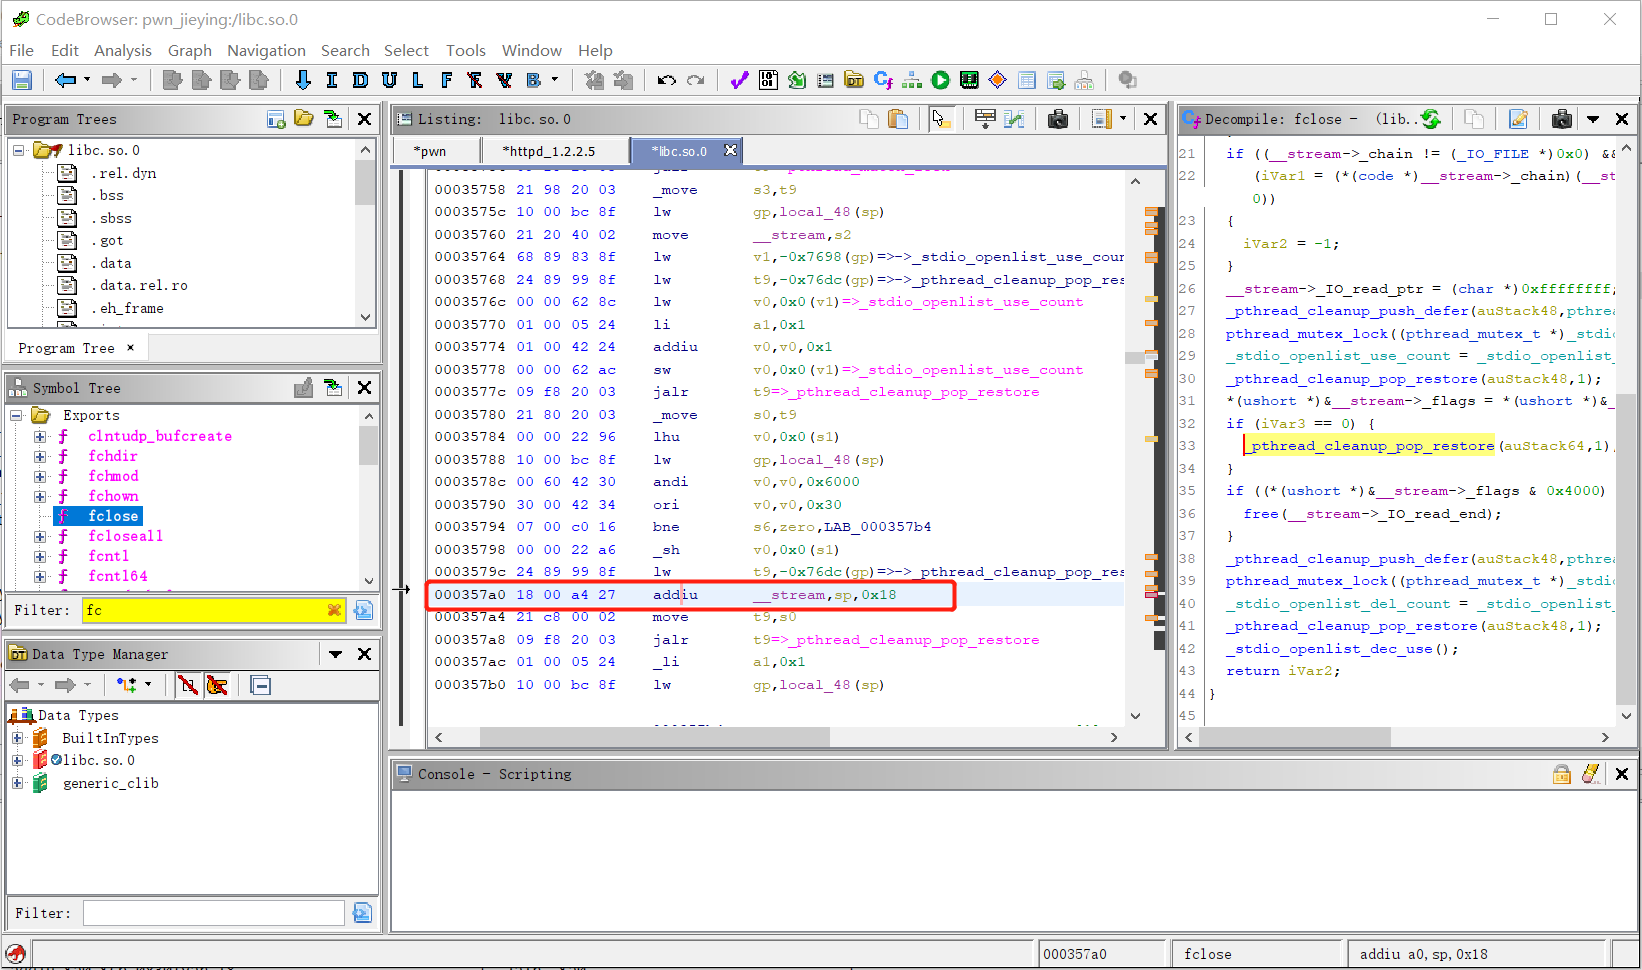 CodeBrowser: pwn_jieying:/libc.so.0
File Edit Analysis Graph Navigation Search Select Tools Window Help
I D U L F B
Program Trees
libc.so.0
.rel.dyn
.bss
.sbss
.got
.data
.data.rel.ro
.eh_frame
Program Tree ×
Symbol Tree
Exports
clntudp_bufcreate
fchdir
fchmod
fchown
fclose
fcloseall
fcntl
fcntl64
Filter: fc
Data Type Manager
Data Types
BuiltInTypes
libc.so.0
generic_clib
Filter:
Listing: libc.so.0
*pwn *httpd_1.2.2.5 *libc.so.0
00035758 21 98 20 03 _move s3,t9
0003575c 10 00 bc 8f lw gp,local_48(sp)
00035760 21 20 40 02 move __stream,s2
00035764 68 89 83 8f lw v1,-0x7698(gp)=>->_stdio_openlist_use_cour
00035768 24 89 99 8f lw t9,-0x76dc(gp)=>->_pthread_cleanup_pop_res
0003576c 00 00 62 8c lw v0,0x0(v1)=>_stdio_openlist_use_count
00035770 01 00 05 24 li a1,0x1
00035774 01 00 42 24 addiu v0,v0,0x1
00035778 00 00 62 ac sw v0,0x0(v1)=>_stdio_openlist_use_count
0003577c 09 f8 20 03 jalr t9=>_pthread_cleanup_pop_restore
00035780 21 80 20 03 _move s0,t9
00035784 00 00 22 96 lhu v0,0x0(s1)
00035788 10 00 bc 8f lw gp,local_48(sp)
0003578c 00 60 42 30 andi v0,v0,0x6000
00035790 30 00 42 34 ori v0,v0,0x30
00035794 07 00 c0 16 bne s6,zero,LAB_000357b4
00035798 00 00 22 a6 _sh v0,0x0(s1)
0003579c 24 89 99 8f lw t9,-0x76dc(gp)=>->_pthread_cleanup_pop_res
000357a0 18 00 a4 27 addiu __stream,sp,0x18
000357a4 21 c8 00 02 move t9,s0
000357a8 09 f8 20 03 jalr t9=>_pthread_cleanup_pop_restore
000357ac 01 00 05 24 _li a1,0x1
000357b0 10 00 bc 8f lw gp,local_48(sp)
Decompile: fclose - (lib..
21 if ((__stream->_chain != (_IO_FILE *)0x0) &&
22 (iVar1 = (*(code *)__stream->_chain)(__st
0))
23 {
24 iVar2 = -1;
25 }
26 __stream->_IO_read_ptr = (char *)0xffffffff;
27 _pthread_cleanup_push_defer(auStack48,pthrea
28 pthread_mutex_lock((pthread_mutex_t *)_stdi
29 _stdio_openlist_use_count = _stdio_openlist_
30 _pthread_cleanup_pop_restore(auStack48,1);
31 *(ushort *)&__stream->_flags = *(ushort *)&_
32 if (iVar3 == 0) {
33 _pthread_cleanup_pop_restore(auStack64,1)
34 }
35 if ((*(ushort *)&__stream->_flags & 0x4000)
36 free(__stream->_IO_read_end);
37 }
38 _pthread_cleanup_push_defer(auStack48,pthrea
39 pthread_mutex_lock((pthread_mutex_t *)_stdi
40 _stdio_openlist_del_count = _stdio_openlist_
41 _pthread_cleanup_pop_restore(auStack48,1);
42 _stdio_openlist_dec_use();
43 return iVar2;
44 }
45
Console - Scripting
000357a0 fclose addiu a0,sp,0x18